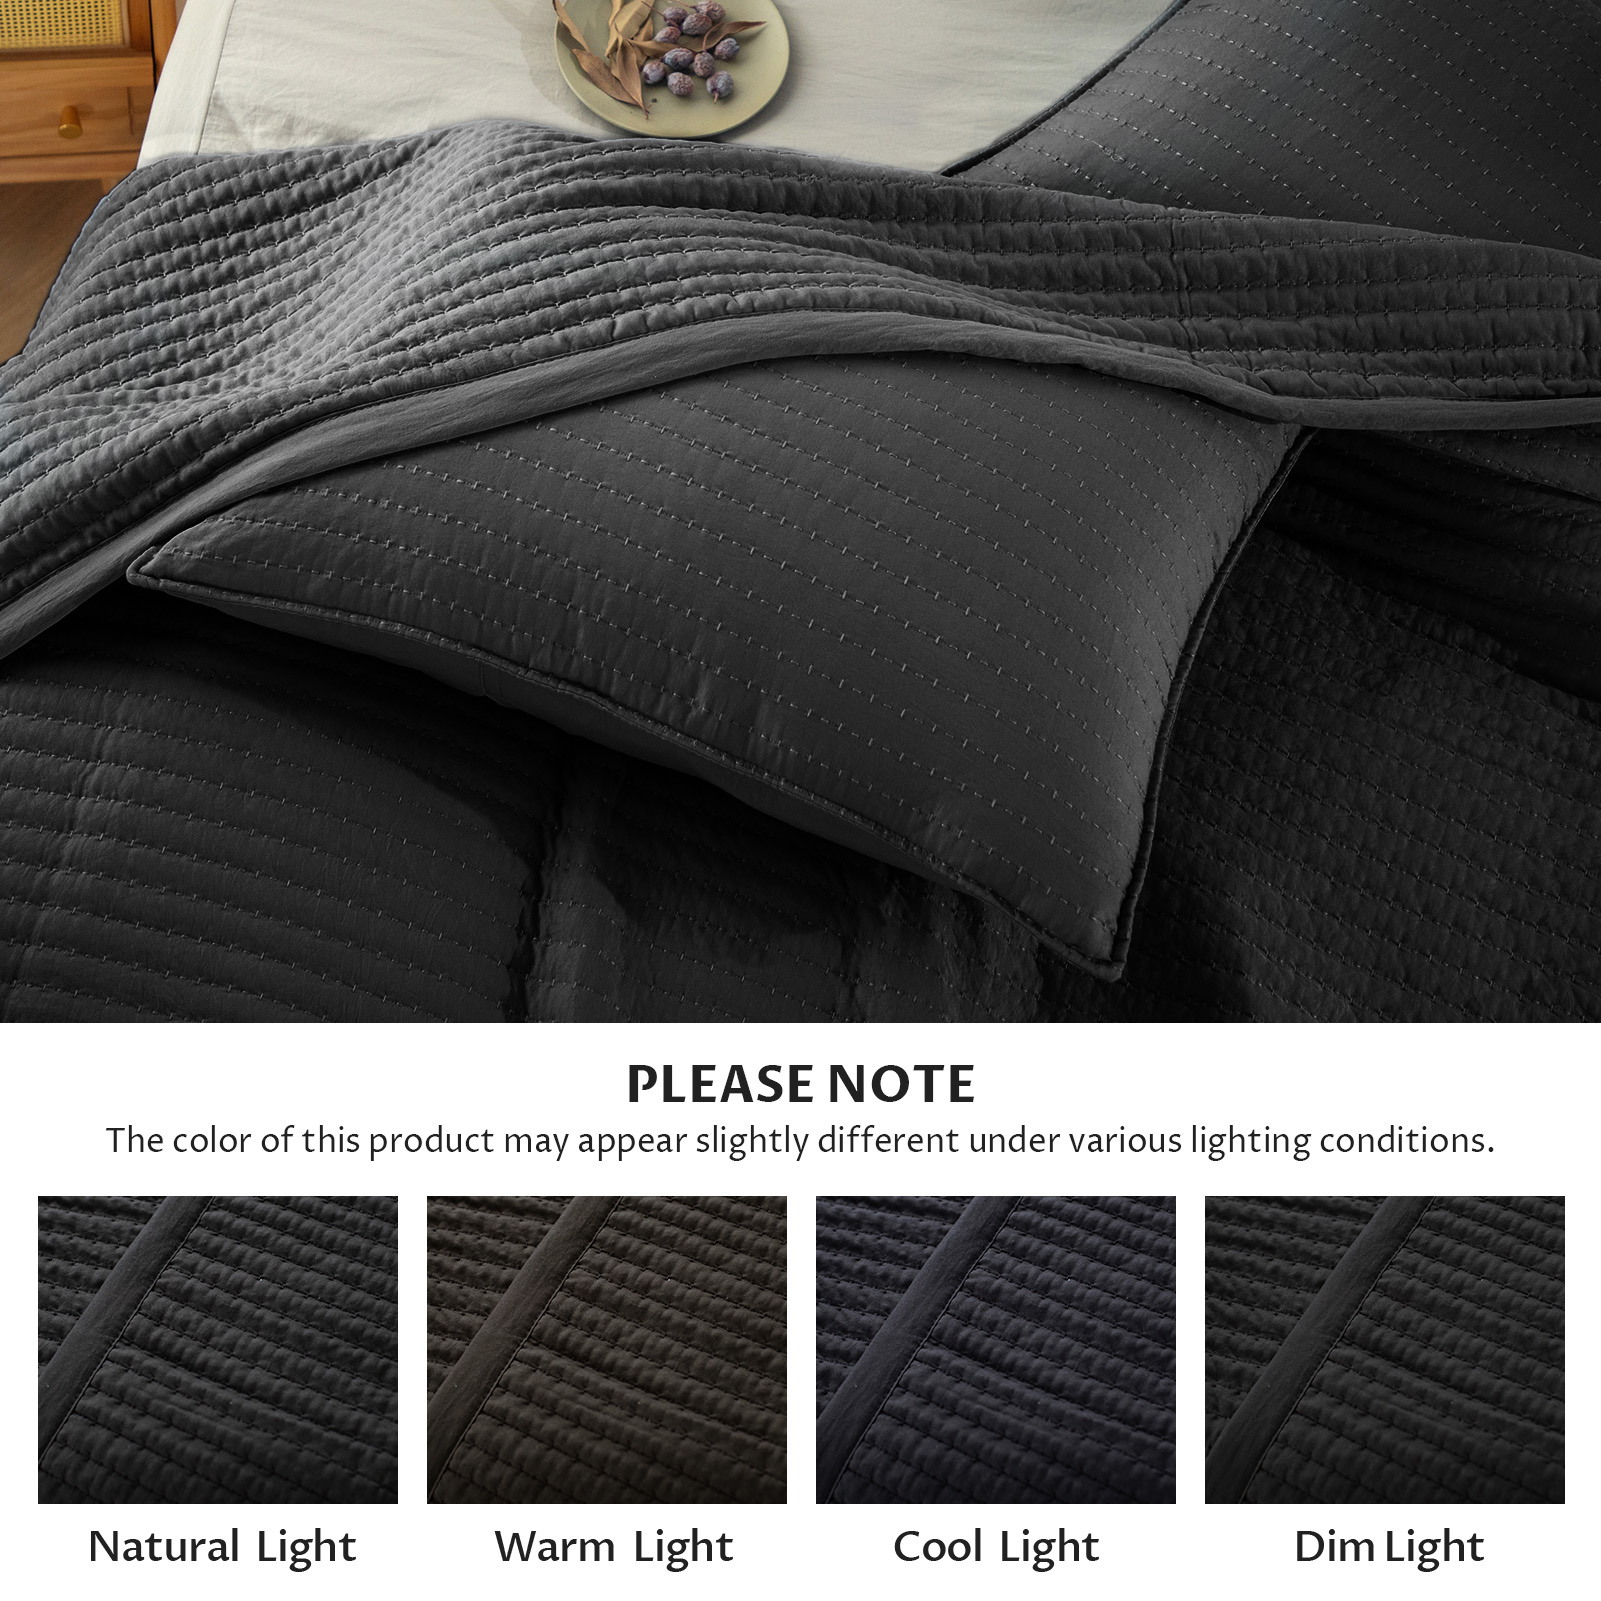 PLEASE NOTE
The color of this product may appear slightly different under various lighting conditions.
Natural Light
Warm Light
Cool Light
Dim Light